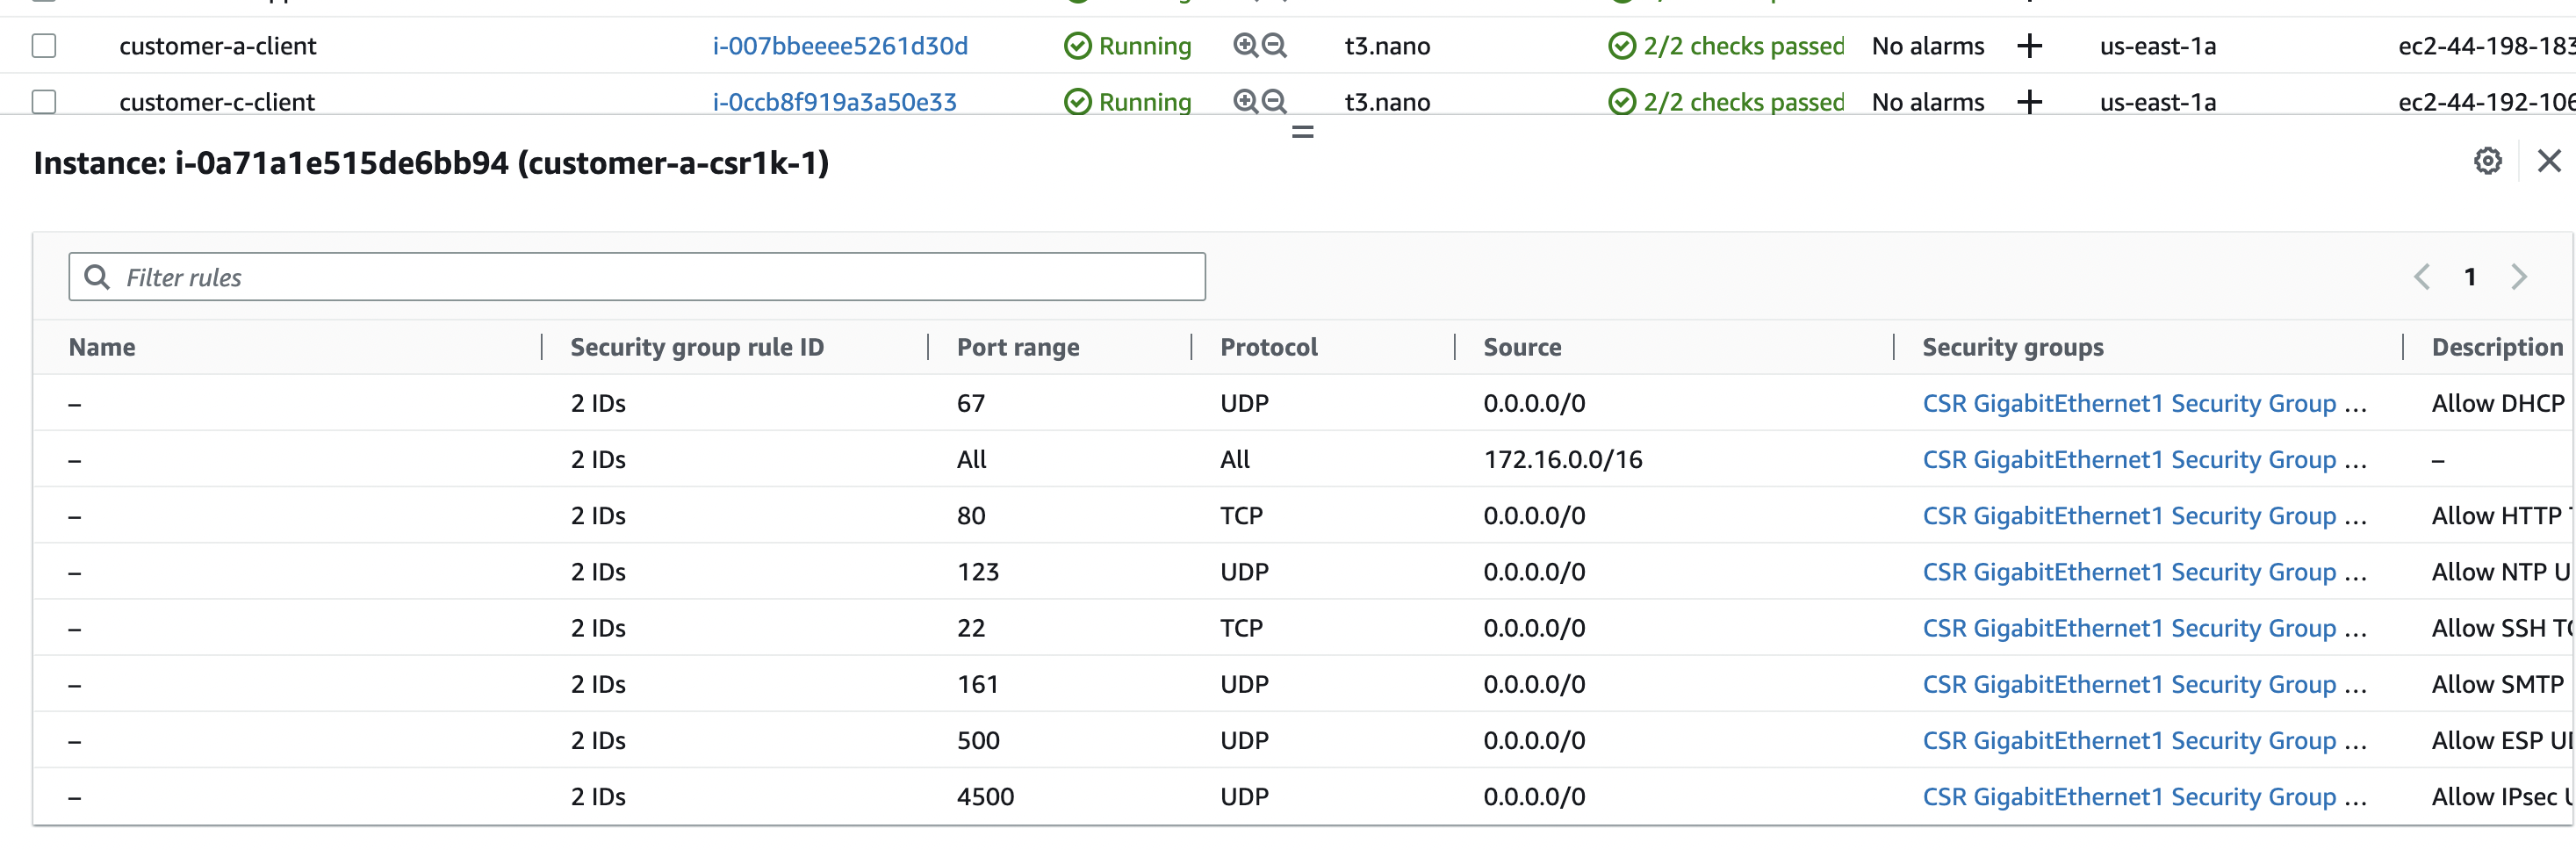 customer-a-client i-007bbeeee5261d30d Running t3.nano 2/2 checks passed No alarms + us-east-1a ec2-44-198-183
customer-c-client i-0ccb8f919a3a50e33 Running t3.nano 2/2 checks passed No alarms + us-east-1a ec2-44-192-106
Instance: i-0a71a1e515de6bb94 (customer-a-csr1k-1)
Filter rules 1
Name Security group rule ID Port range Protocol Source Security groups Description
– 2 IDs 67 UDP 0.0.0.0/0 CSR GigabitEthernet1 Security Group ... Allow DHCP
– 2 IDs All All 172.16.0.0/16 CSR GigabitEthernet1 Security Group ... –
– 2 IDs 80 TCP 0.0.0.0/0 CSR GigabitEthernet1 Security Group ... Allow HTTP
– 2 IDs 123 UDP 0.0.0.0/0 CSR GigabitEthernet1 Security Group ... Allow NTP U
– 2 IDs 22 TCP 0.0.0.0/0 CSR GigabitEthernet1 Security Group ... Allow SSH TC
– 2 IDs 161 UDP 0.0.0.0/0 CSR GigabitEthernet1 Security Group ... Allow SMTP
– 2 IDs 500 UDP 0.0.0.0/0 CSR GigabitEthernet1 Security Group ... Allow ESP U
– 2 IDs 4500 UDP 0.0.0.0/0 CSR GigabitEthernet1 Security Group ... Allow IPsec